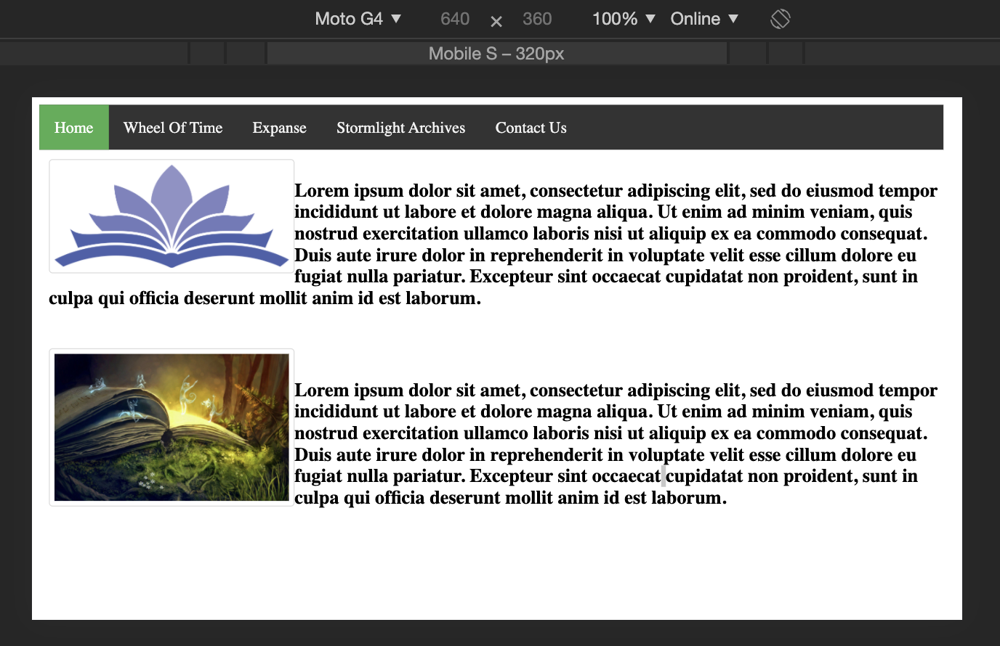 Moto G4 ▼ 640 × 360 100% ▼ Online ▼
Mobile S – 320px
Home Wheel Of Time Expanse Stormlight Archives Contact Us
Lorem ipsum dolor sit amet, consectetur adipiscing elit, sed do eiusmod tempor
incididunt ut labore et dolore magna aliqua. Ut enim ad minim veniam, quis
nostrud exercitation ullamco laboris nisi ut aliquip ex ea commodo consequat.
Duis aute irure dolor in reprehenderit in voluptate velit esse cillum dolore eu
fugiat nulla pariatur. Excepteur sint occaecat cupidatat non proident, sunt in
culpa qui officia deserunt mollit anim id est laborum.
Lorem ipsum dolor sit amet, consectetur adipiscing elit, sed do eiusmod tempor
incididunt ut labore et dolore magna aliqua. Ut enim ad minim veniam, quis
nostrud exercitation ullamco laboris nisi ut aliquip ex ea commodo consequat.
Duis aute irure dolor in reprehenderit in voluptate velit esse cillum dolore eu
fugiat nulla pariatur. Excepteur sint occaecat cupidatat non proident, sunt in
culpa qui officia deserunt mollit anim id est laborum.